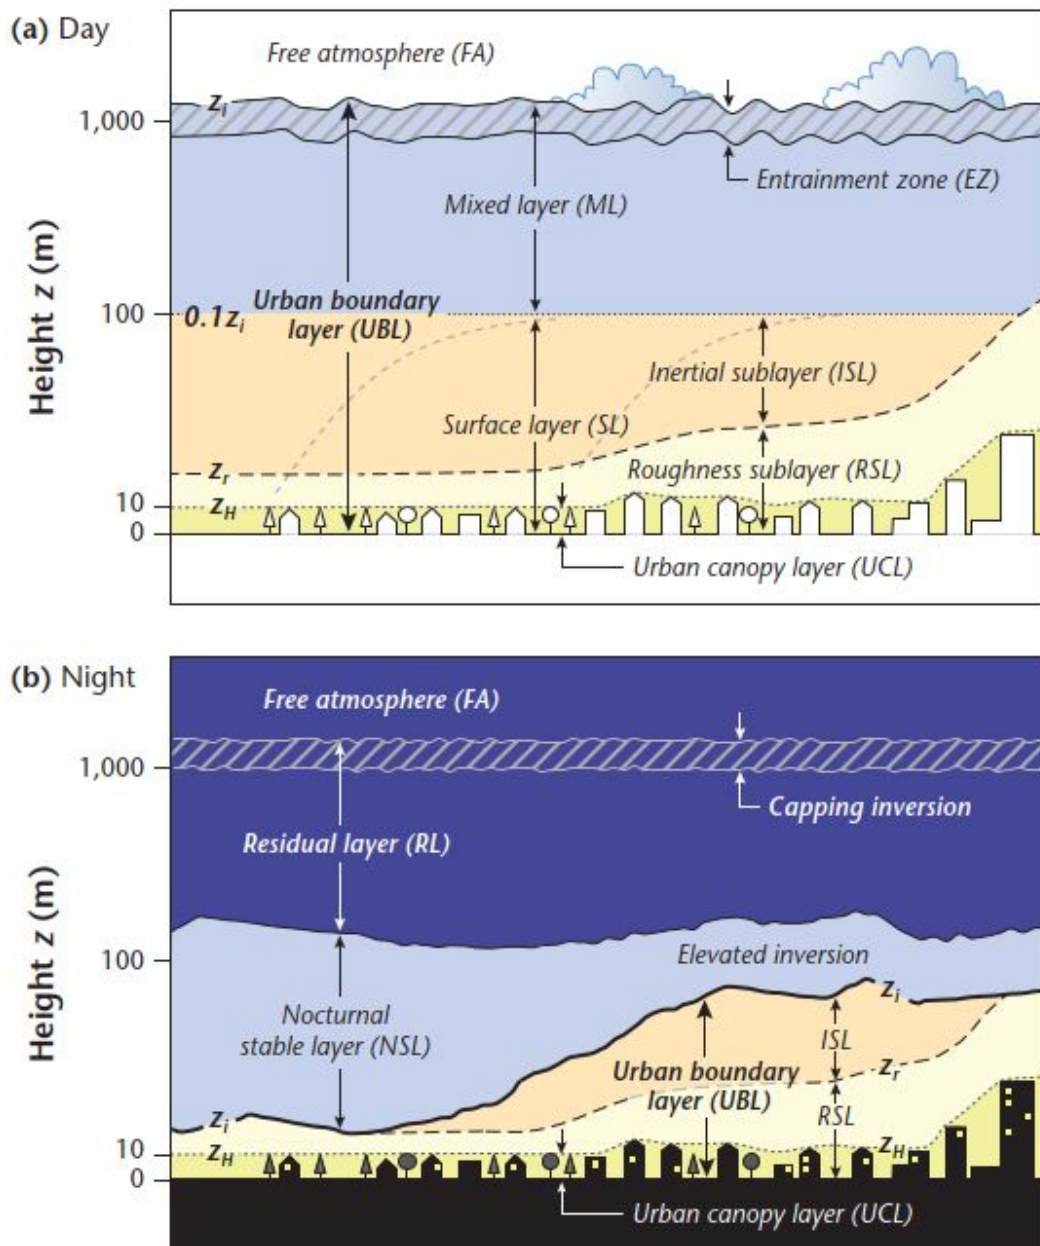 (a) Day
Free atmosphere (FA)
z_i
1,000
Entrainment zone (EZ)
Mixed layer (ML)
Height z (m)
100
0.1z_i
Urban boundary
layer (UBL)
Inertial sublayer (ISL)
Surface layer (SL)
z_r
Roughness sublayer (RSL)
10
z_H
0
Urban canopy layer (UCL)
(b) Night
Free atmosphere (FA)
1,000
Capping inversion
Residual layer (RL)
Height z (m)
100
Elevated inversion
z_i
Nocturnal
stable layer (NSL)
ISL
Urban boundary
layer (UBL)
z_r
RSL
z_i
10
z_H
z_H
0
Urban canopy layer (UCL)